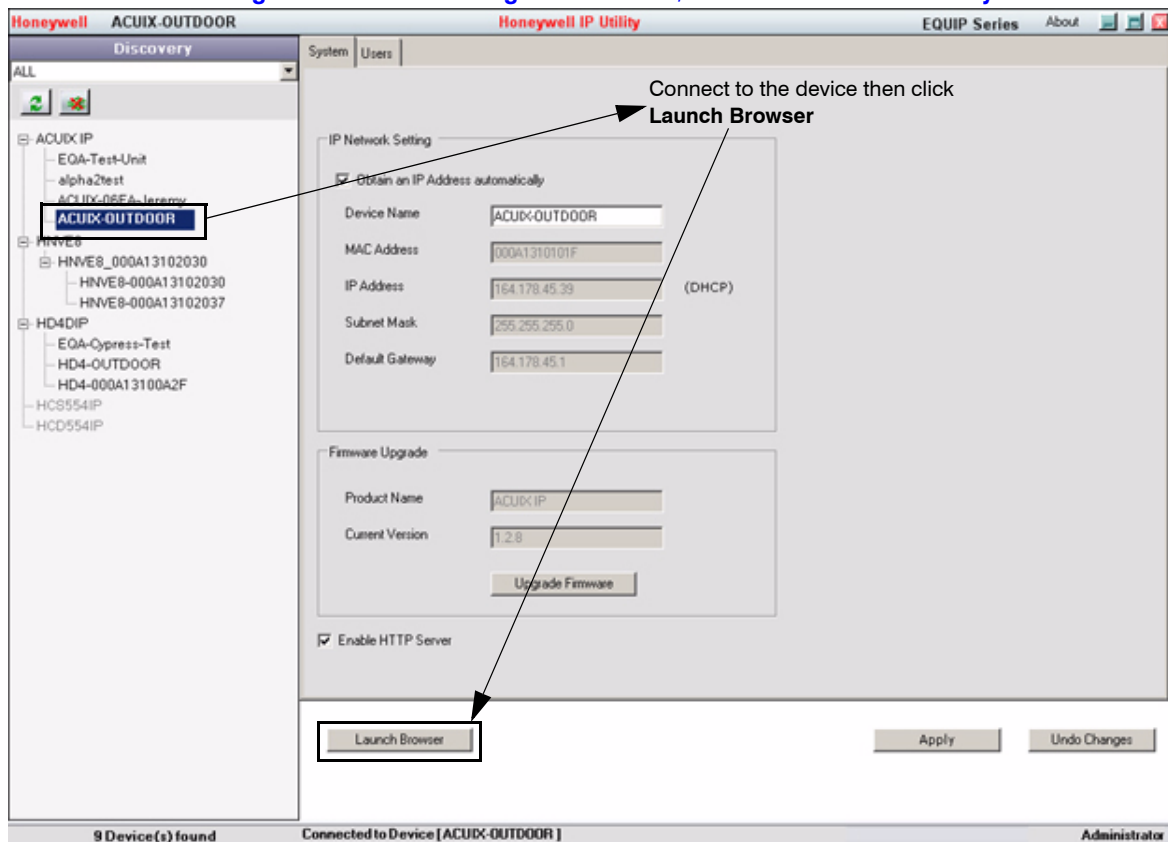 Honeywell ACUIX-OUTDOOR Honeywell IP Utility EQUIP Series About
Discovery
ALL
ACUIX IP
EQA-Test-Unit
alpha2test
ACUIX-06EA-Jeremy
ACUIX-OUTDOOR
HNVE8
HNVE8_000A13102030
HNVE8-000A13102030
HNVE8-000A13102037
HD4DIP
EQA-Cypress-Test
HD4-OUTDOOR
HD4-000A13100A2F
HCS554IP
HCD554IP
System Users
Connect to the device then click
Launch Browser
IP Network Setting
Obtain an IP Address automatically
Device Name ACUIX-OUTDOOR
MAC Address 000A1310101F
IP Address 164.178.45.39 (DHCP)
Subnet Mask 255.255.255.0
Default Gateway 164.178.45.1
Firmware Upgrade
Product Name ACUIX IP
Current Version 1.2.8
Upgrade Firmware
Enable HTTP Server
Launch Browser Apply Undo Changes
9 Device(s) found Connected to Device [ ACUIX-OUTDOOR ] Administrator